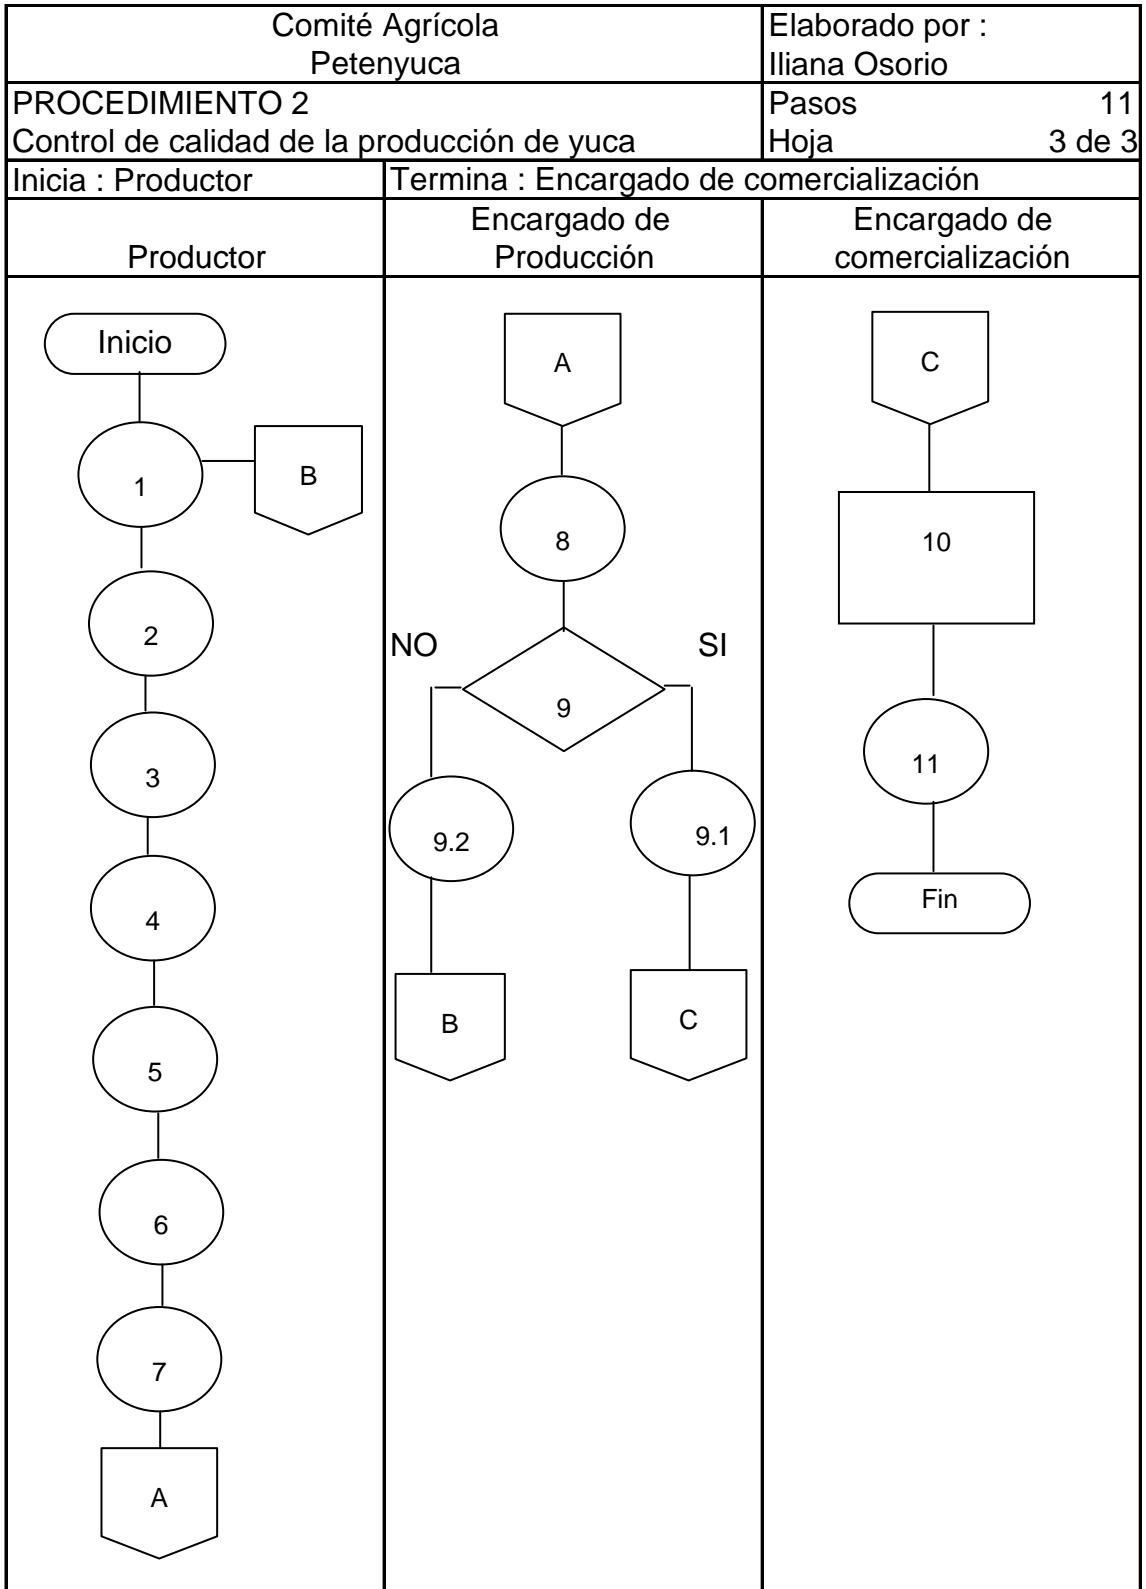 Comité Agrícola
Petenyuca
Elaborado por :
Iliana Osorio
PROCEDIMIENTO 2
Control de calidad de la producción de yuca
Pasos 11
Hoja 3 de 3
Inicia : Productor
Termina : Encargado de comercialización
Productor
Encargado de
Producción
Encargado de
comercialización
Inicio
1
B
2
3
4
5
6
7
A
A
8
NO
SI
9
9.2
9.1
B
C
C
10
11
Fin